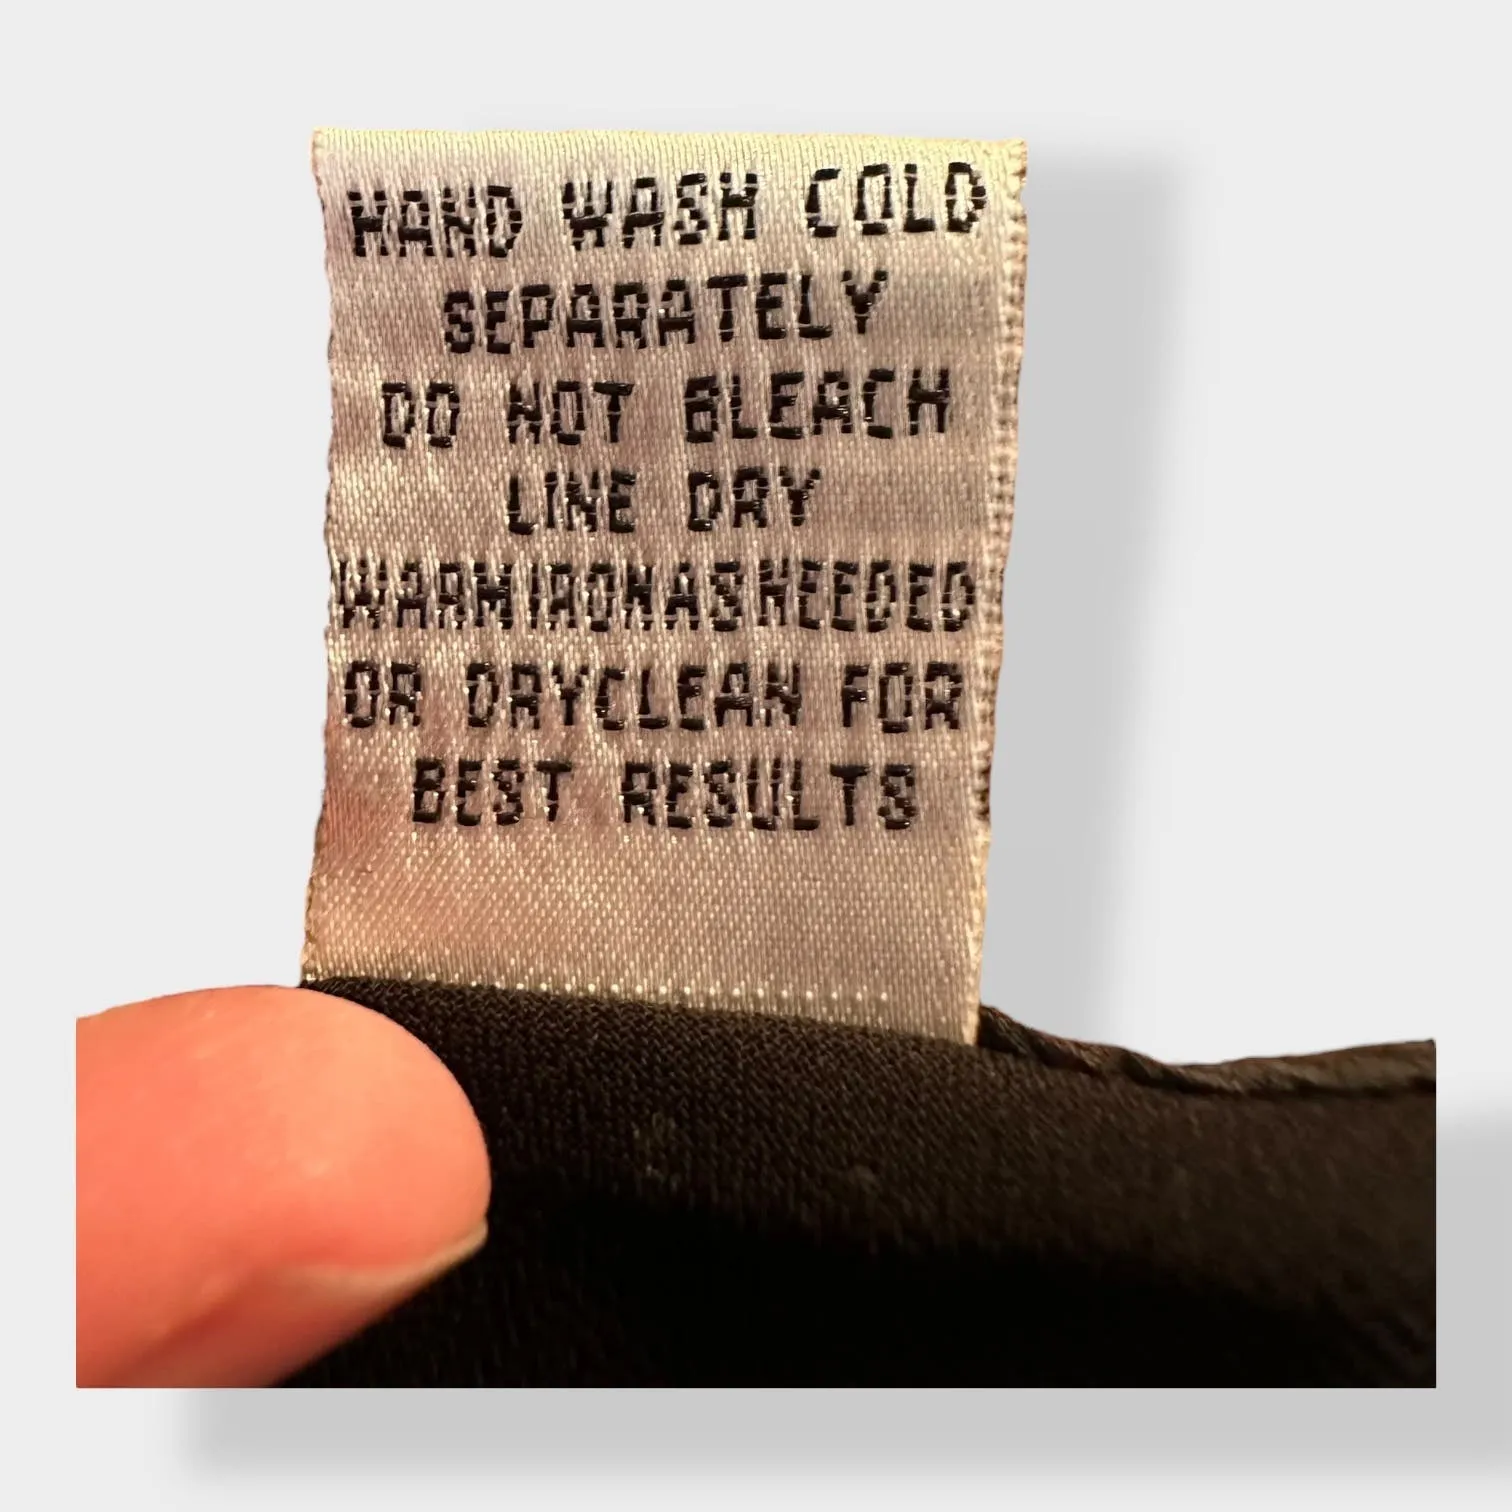 HAND WASH COLD
SEPARATELY
DO NOT BLEACH
LINE DRY
WARMIRONASNEEDED
OR DRYCLEAN FOR
BEST RESULTS